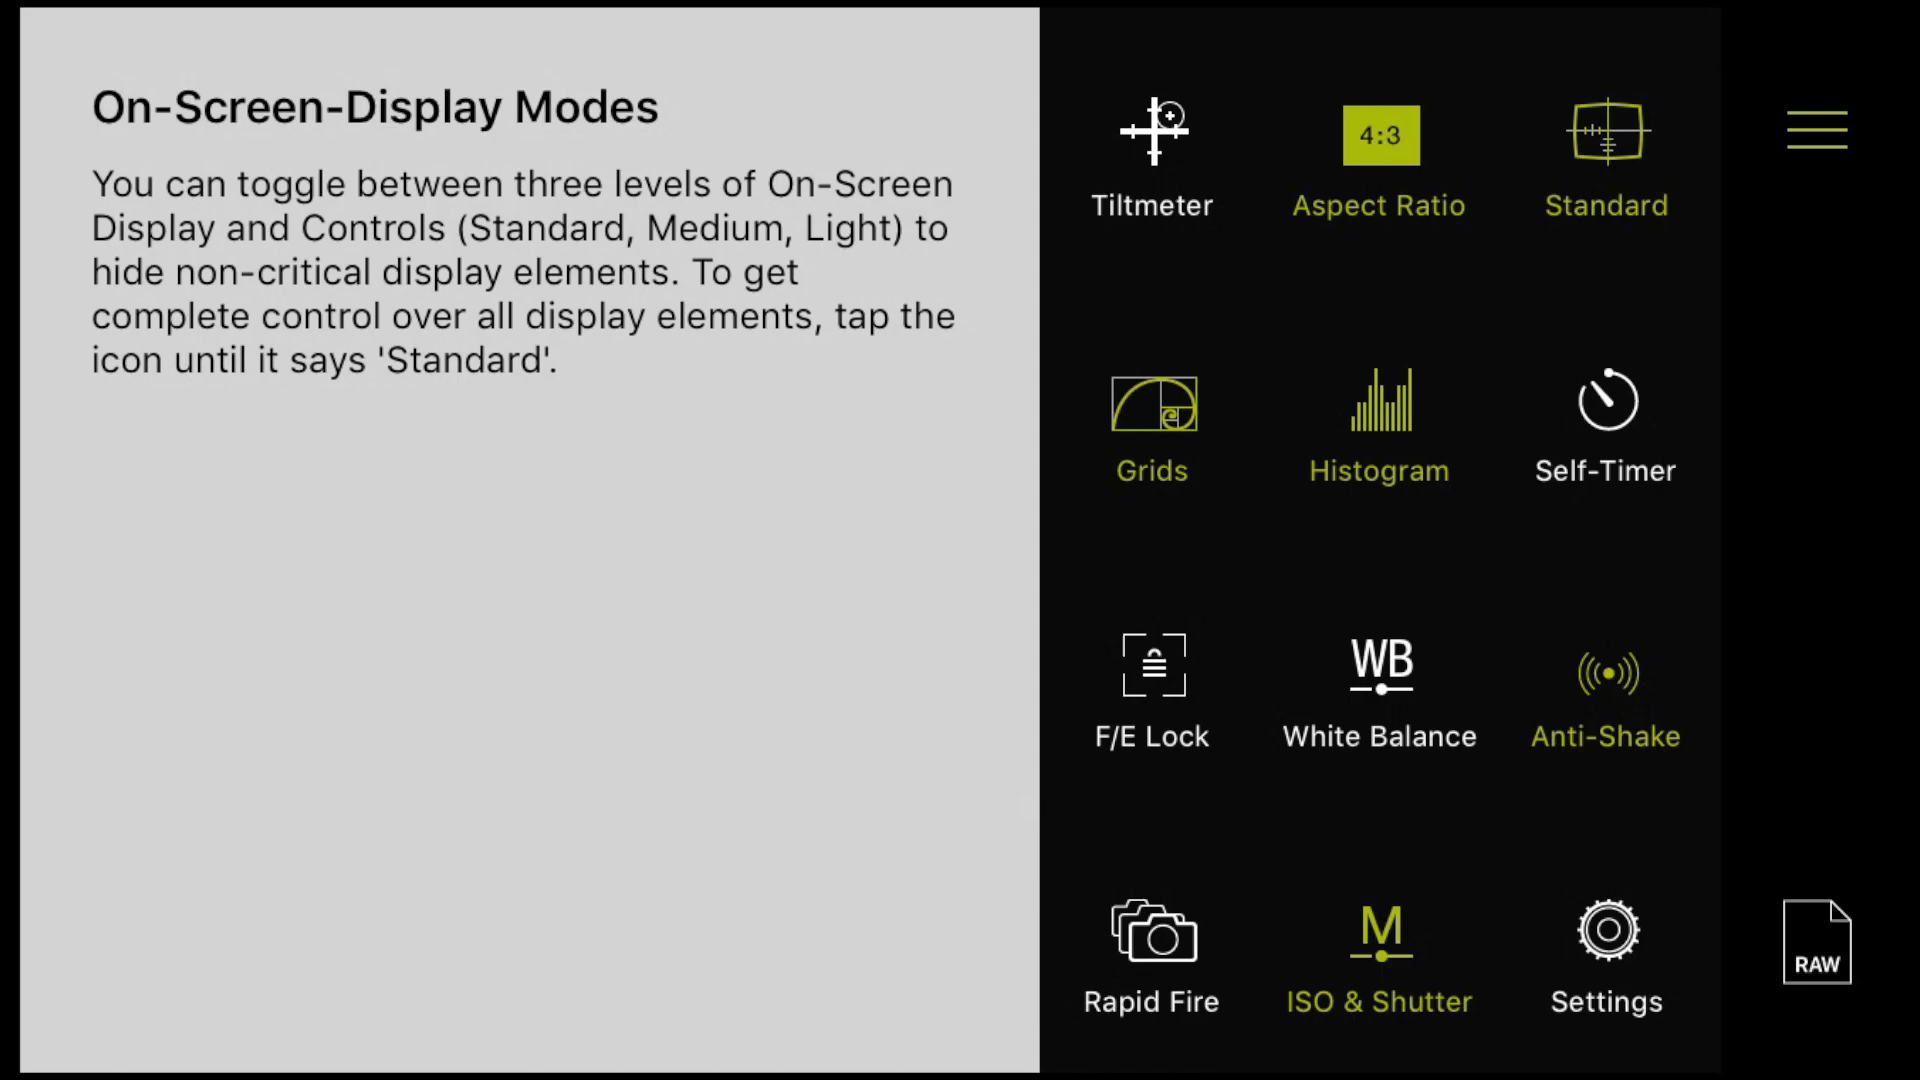 On-Screen-Display Modes
You can toggle between three levels of On-Screen
Display and Controls (Standard, Medium, Light) to
hide non-critical display elements. To get
complete control over all display elements, tap the
icon until it says 'Standard'.
4:3
Tiltmeter
Aspect Ratio
Standard
Grids
Histogram
Self-Timer
WB
F/E Lock
White Balance
Anti-Shake
M
Rapid Fire
ISO & Shutter
Settings
RAW